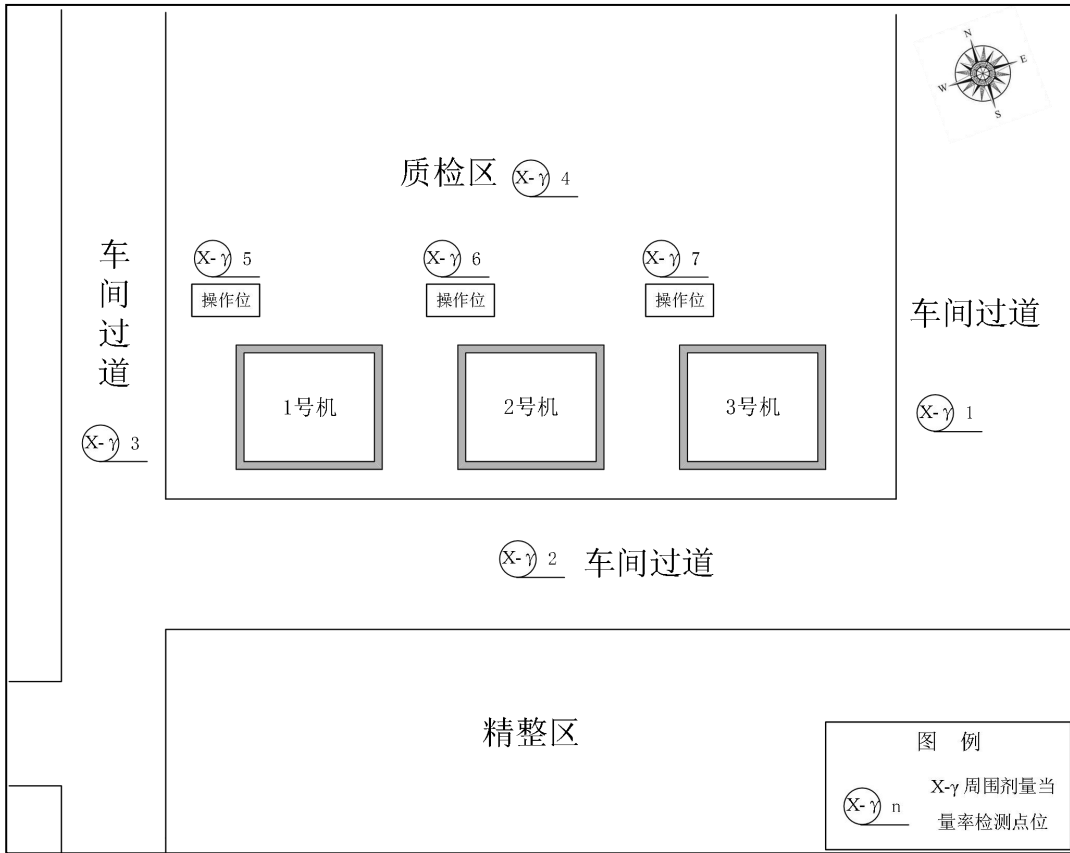 N
E
W
S
质检区
X-γ 4
X-γ 5
X-γ 6
X-γ 7
操作位
操作位
操作位
车间过道
车间过道
1号机
2号机
3号机
X-γ 3
X-γ 1
X-γ 2
车间过道
精整区
图 例
X-γ n
X-γ 周围剂量当
量率检测点位